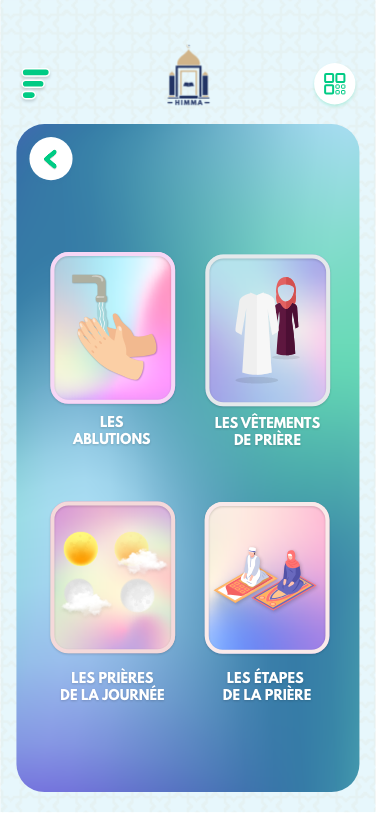 HIMMA
LES
ABLUTIONS
LES VÊTEMENTS
DE PRIÈRE
LES PRIÈRES
DE LA JOURNÉE
LES ÉTAPES
DE LA PRIÈRE